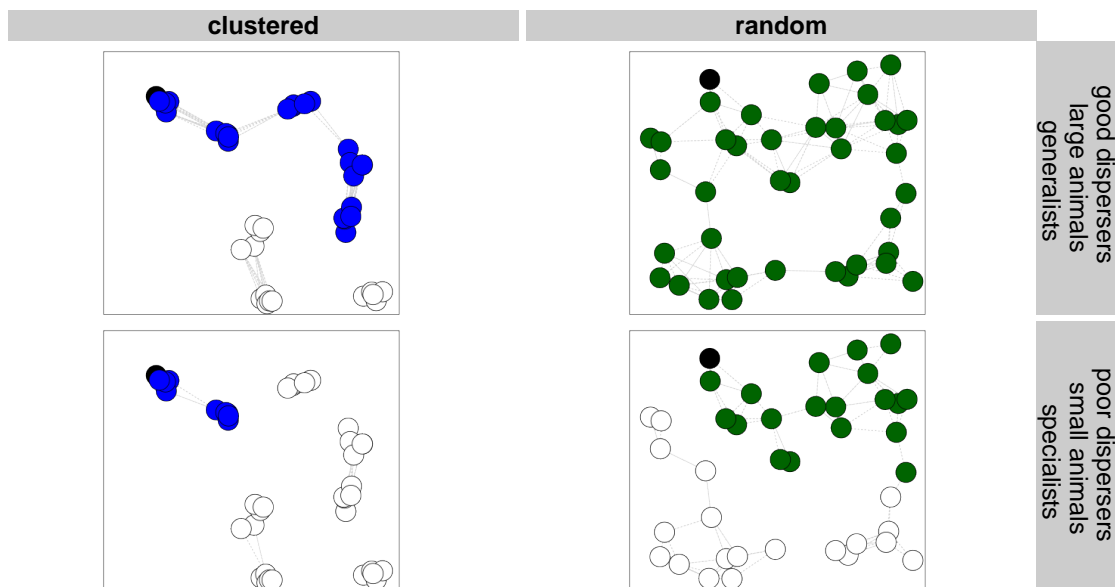 clustered
random
good dispersers
large animals
generalists
poor dispersers
small animals
specialists